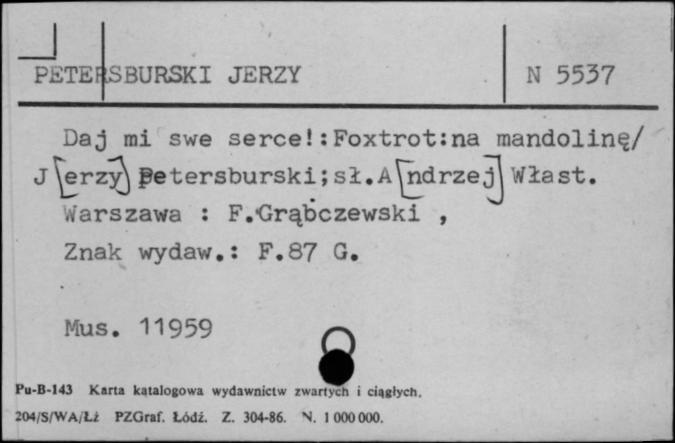 PETERSBURSKI JERZY N 5537
Daj mi swe serce!:Foxtrot:na mandolinę/
J[erzy] Petersburski;sł.A[ndrzej] Włast.
Warszawa : F.Grąbczewski ,
Znak wydaw.: F.87 G.
Mus. 11959
Pu-B-143 Karta katalogowa wydawnictw zwartych i ciągłych.
204/S/WA/Łż PZGraf. Łódź. Z. 304-86. N. 1 000 000.